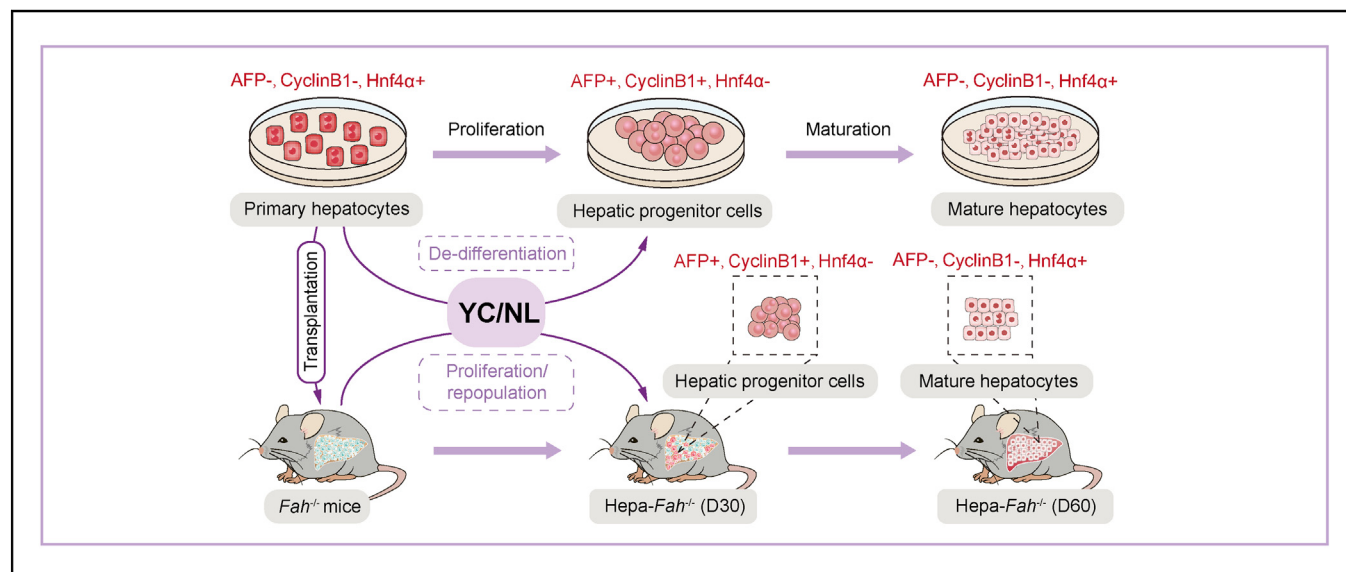 AFP-, CyclinB1-, Hnf4α+
AFP+, CyclinB1+, Hnf4α-
AFP-, CyclinB1-, Hnf4α+
Proliferation
Maturation
Primary hepatocytes
Hepatic progenitor cells
Mature hepatocytes
Transplantation
De-differentiation
YC/NL
Proliferation/
repopulation
AFP+, CyclinB1+, Hnf4α-
AFP-, CyclinB1-, Hnf4α+
Hepatic progenitor cells
Mature hepatocytes
Fah⁻/⁻ mice
Hepa-Fah⁻/⁻ (D30)
Hepa-Fah⁻/⁻ (D60)